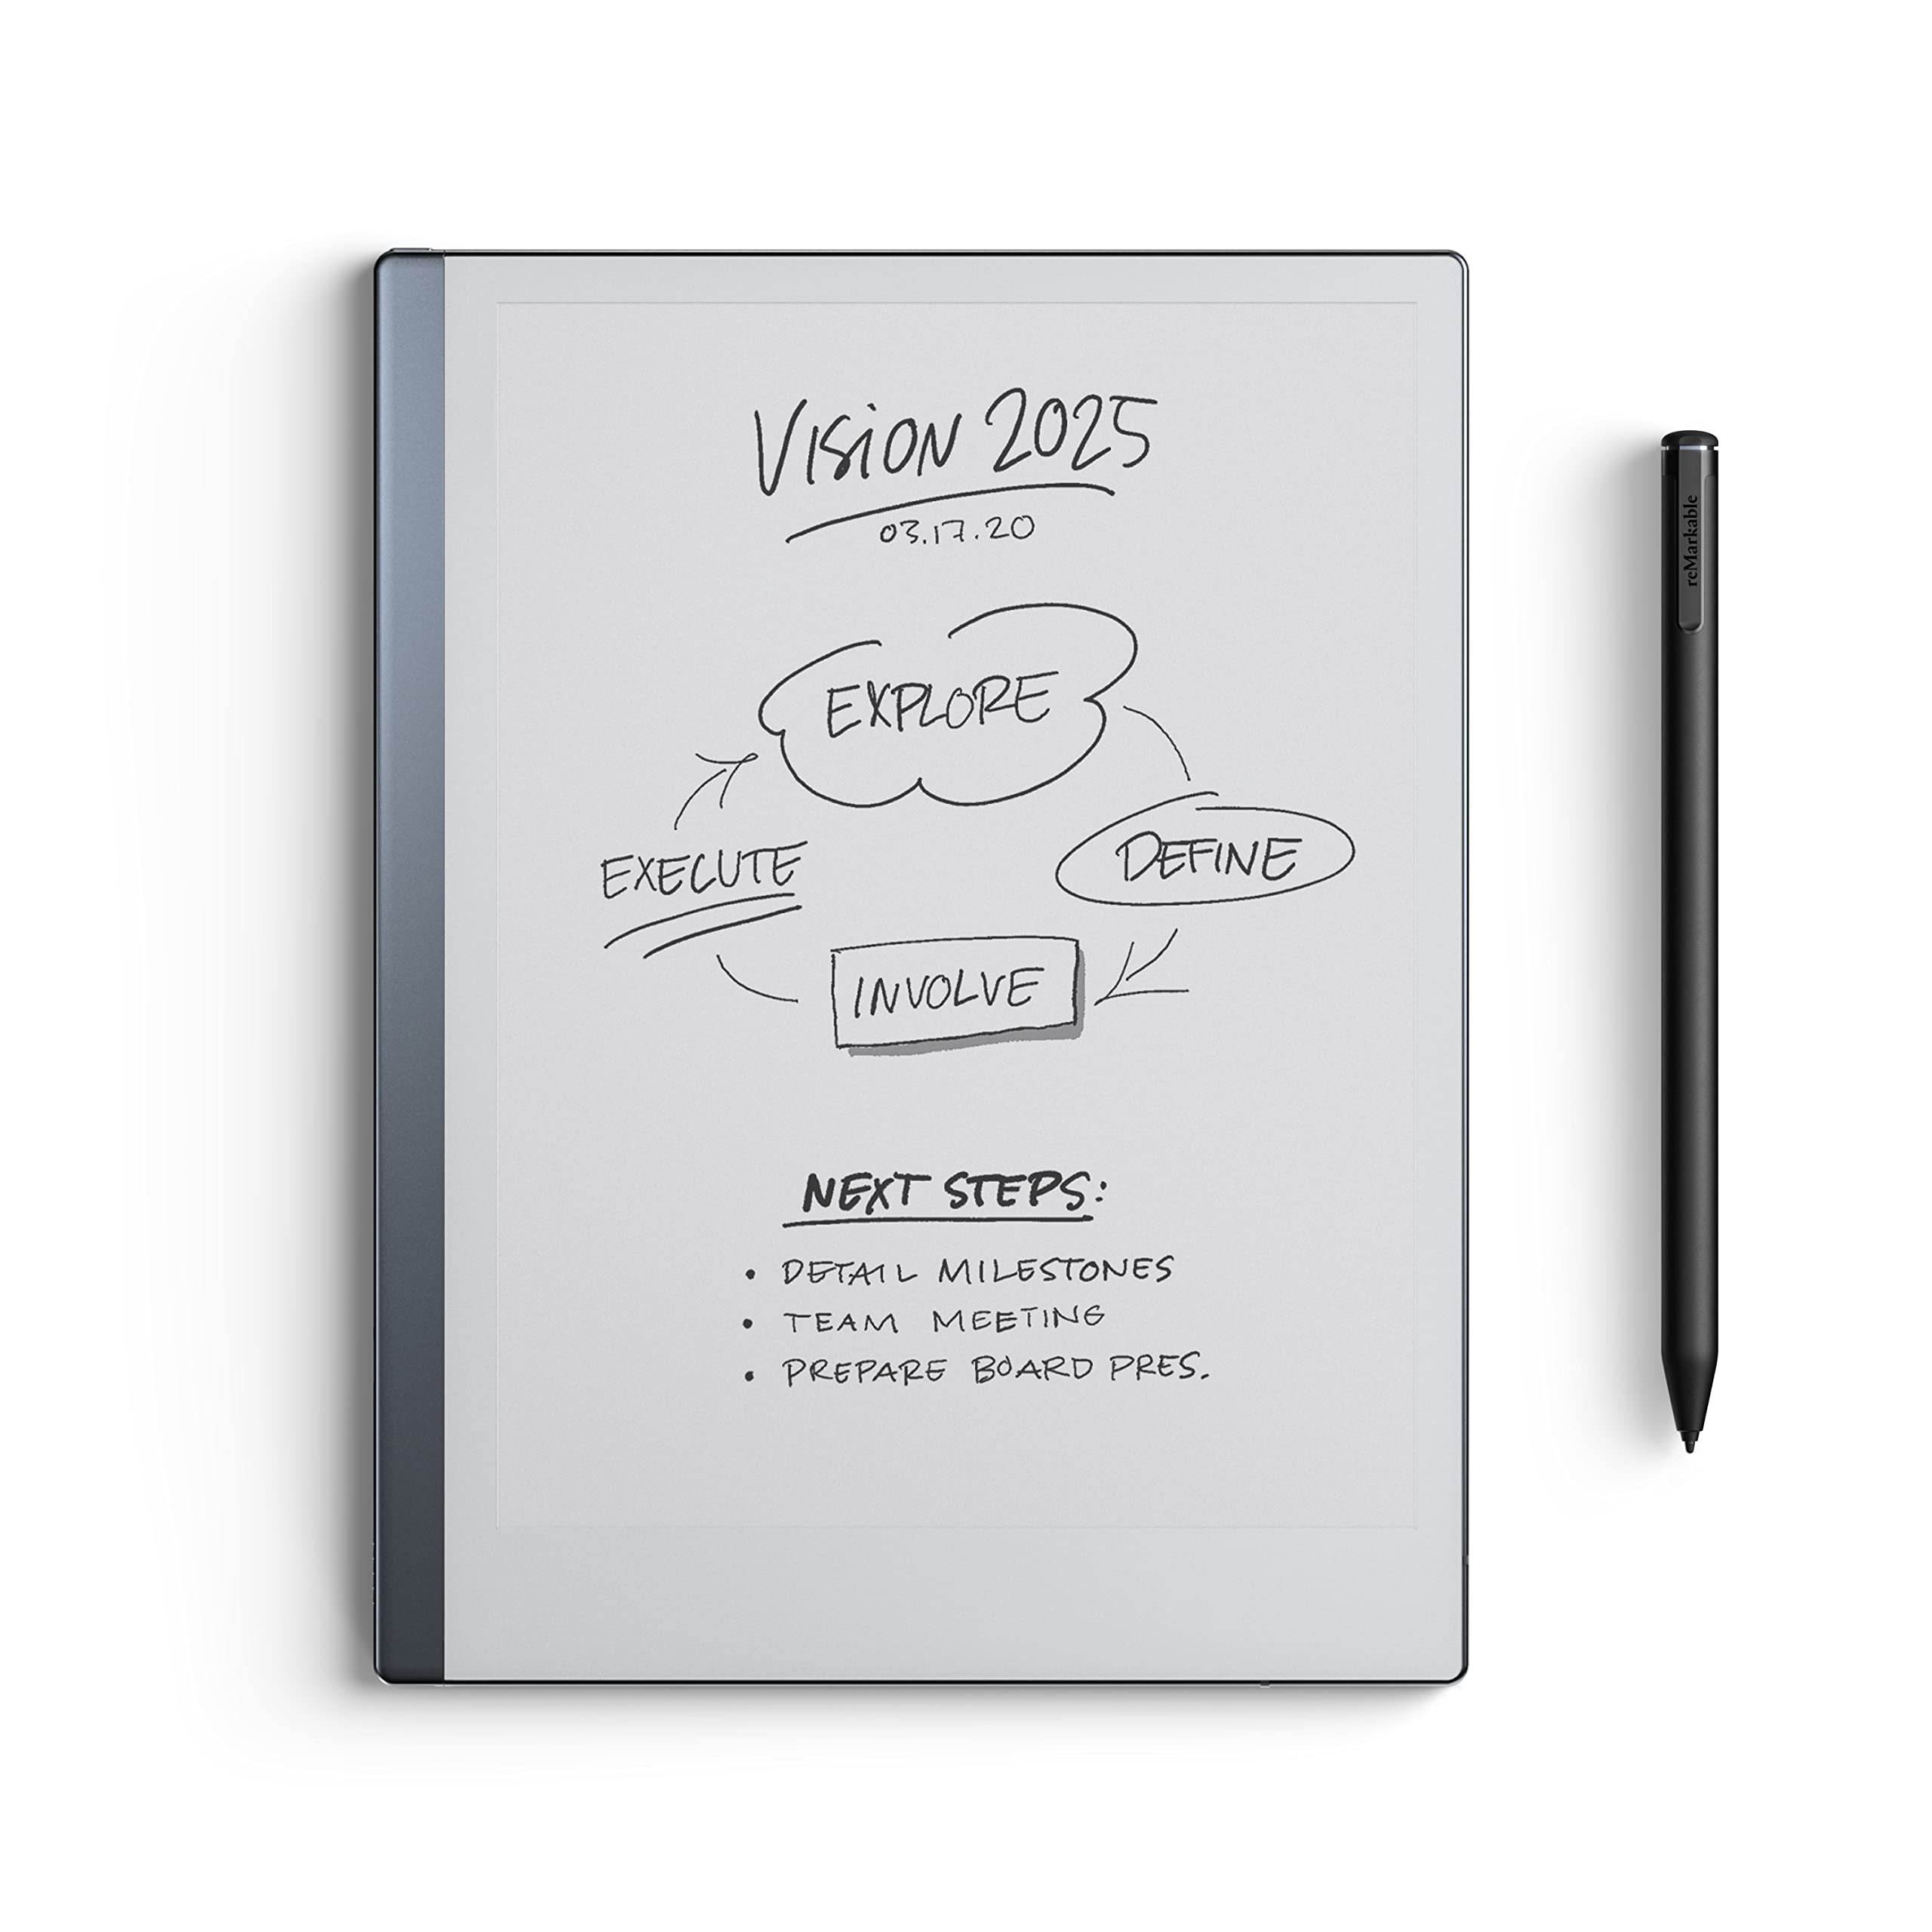 Vision 2025
03.17.20
EXPLORE
DEFINE
EXECUTE
INVOLVE
NEXT STEPS:
• DETAIL MILESTONES
• TEAM MEETING
• PREPARE BOARD PRES.
reMarkable